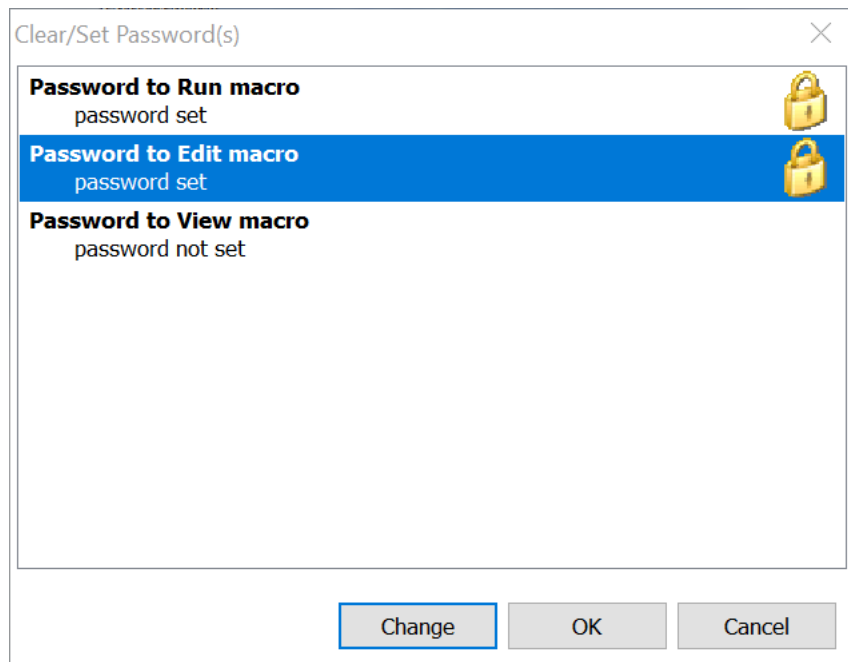 Clear/Set Password(s)
Password to Run macro
password set
Password to Edit macro
password set
Password to View macro
password not set
Change OK Cancel